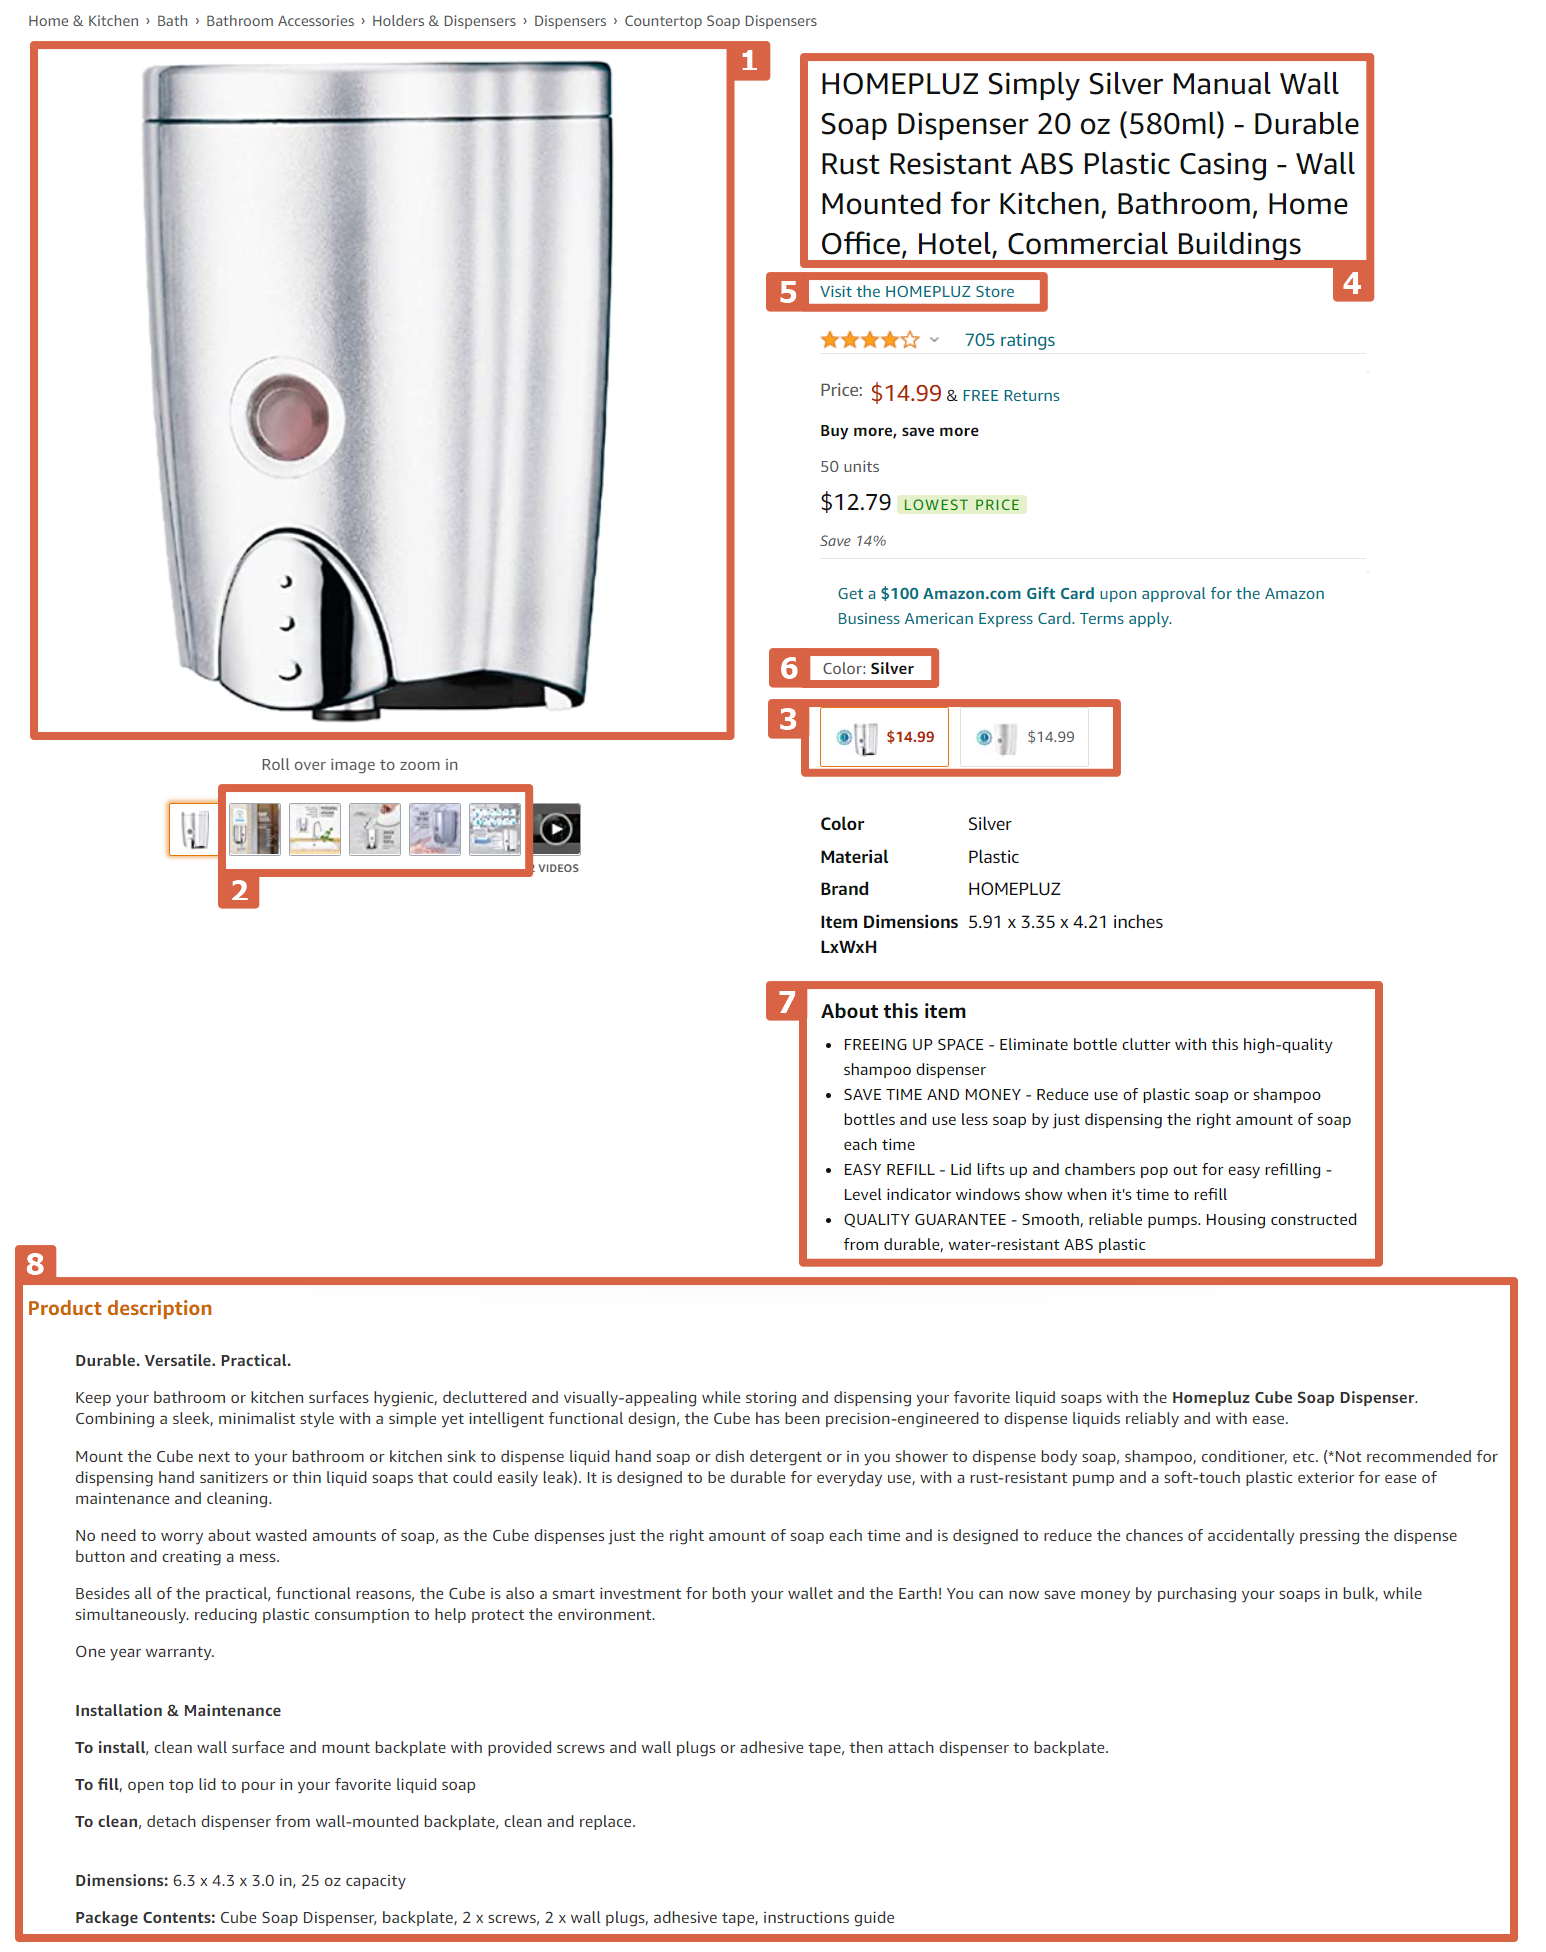 Home & Kitchen › Bath › Bathroom Accessories › Holders & Dispensers › Dispensers › Countertop Soap Dispensers
1
HOMEPLUZ Simply Silver Manual Wall
Soap Dispenser 20 oz (580ml) - Durable
Rust Resistant ABS Plastic Casing - Wall
Mounted for Kitchen, Bathroom, Home
Office, Hotel, Commercial Buildings
4
5 Visit the HOMEPLUZ Store
705 ratings
Price: $14.99 & FREE Returns
Buy more, save more
50 units
$12.79 LOWEST PRICE
Save 14%
Get a $100 Amazon.com Gift Card upon approval for the Amazon
Business American Express Card. Terms apply.
6 Color: Silver
3 $14.99 $14.99
Roll over image to zoom in
VIDEOS
2
Color Silver
Material Plastic
Brand HOMEPLUZ
Item Dimensions 5.91 x 3.35 x 4.21 inches
LxWxH
7
About this item
• FREEING UP SPACE - Eliminate bottle clutter with this high-quality
shampoo dispenser
• SAVE TIME AND MONEY - Reduce use of plastic soap or shampoo
bottles and use less soap by just dispensing the right amount of soap
each time
• EASY REFILL - Lid lifts up and chambers pop out for easy refilling -
Level indicator windows show when it's time to refill
• QUALITY GUARANTEE - Smooth, reliable pumps. Housing constructed
from durable, water-resistant ABS plastic
8
Product description
Durable. Versatile. Practical.
Keep your bathroom or kitchen surfaces hygienic, decluttered and visually-appealing while storing and dispensing your favorite liquid soaps with the Homepluz Cube Soap Dispenser.
Combining a sleek, minimalist style with a simple yet intelligent functional design, the Cube has been precision-engineered to dispense liquids reliably and with ease.
Mount the Cube next to your bathroom or kitchen sink to dispense liquid hand soap or dish detergent or in you shower to dispense body soap, shampoo, conditioner, etc. (*Not recommended for
dispensing hand sanitizers or thin liquid soaps that could easily leak). It is designed to be durable for everyday use, with a rust-resistant pump and a soft-touch plastic exterior for ease of
maintenance and cleaning.
No need to worry about wasted amounts of soap, as the Cube dispenses just the right amount of soap each time and is designed to reduce the chances of accidentally pressing the dispense
button and creating a mess.
Besides all of the practical, functional reasons, the Cube is also a smart investment for both your wallet and the Earth! You can now save money by purchasing your soaps in bulk, while
simultaneously. reducing plastic consumption to help protect the environment.
One year warranty.
Installation & Maintenance
To install, clean wall surface and mount backplate with provided screws and wall plugs or adhesive tape, then attach dispenser to backplate.
To fill, open top lid to pour in your favorite liquid soap
To clean, detach dispenser from wall-mounted backplate, clean and replace.
Dimensions: 6.3 x 4.3 x 3.0 in, 25 oz capacity
Package Contents: Cube Soap Dispenser, backplate, 2 x screws, 2 x wall plugs, adhesive tape, instructions guide